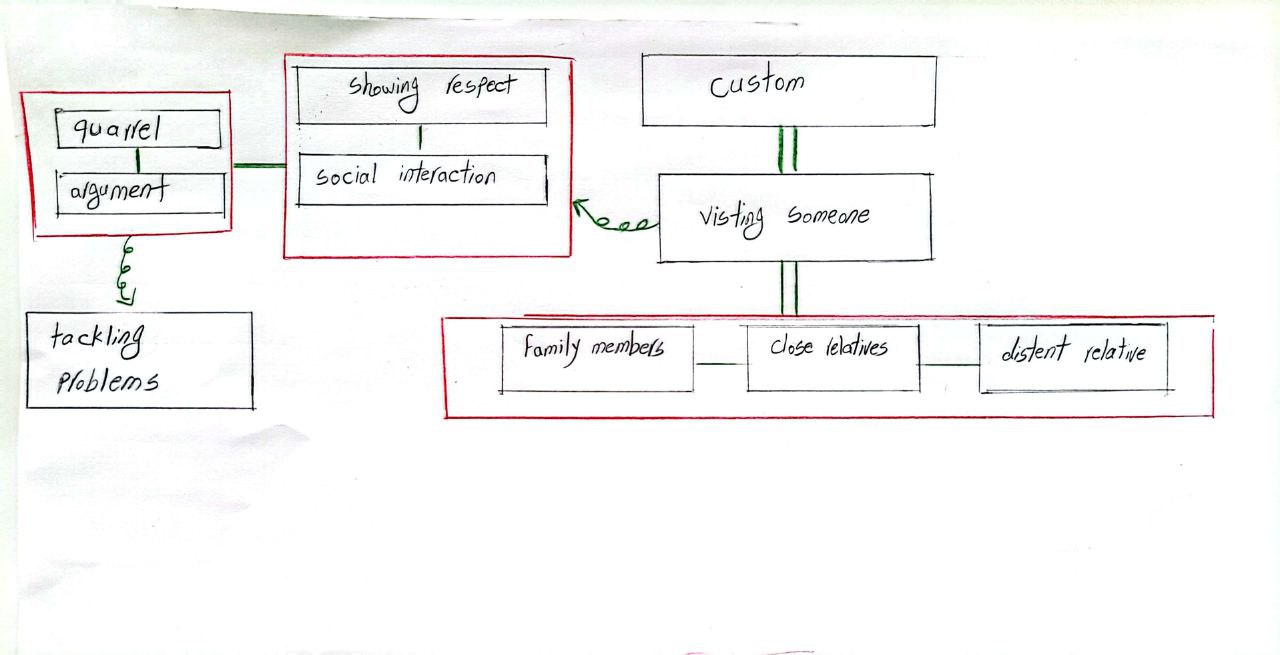 Showing respect
Custom
quarrel
argument
social interaction
Visting someone
tackling
problems
Family members
Close relatives
distent relative